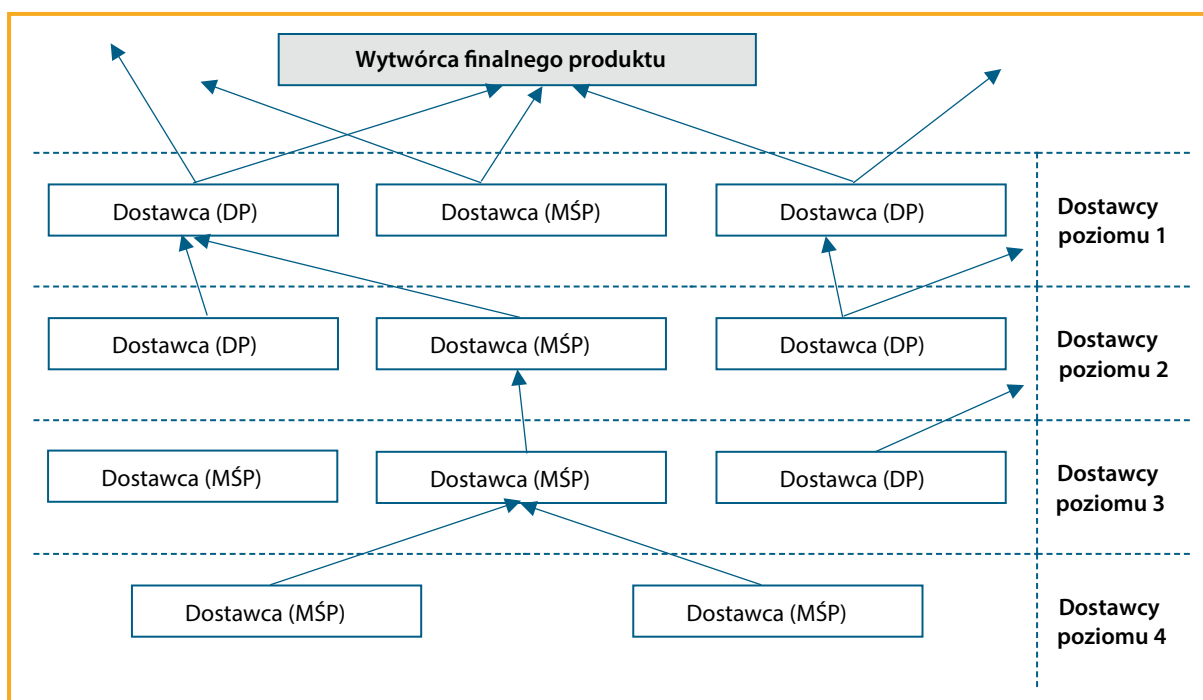 Wytwórca finalnego produktu
Dostawca (DP)
Dostawca (MŚP)
Dostawca (DP)
Dostawcy
poziomu 1
Dostawca (DP)
Dostawca (MŚP)
Dostawca (DP)
Dostawcy
poziomu 2
Dostawca (MŚP)
Dostawca (MŚP)
Dostawca (DP)
Dostawcy
poziomu 3
Dostawca (MŚP)
Dostawca (MŚP)
Dostawcy
poziomu 4